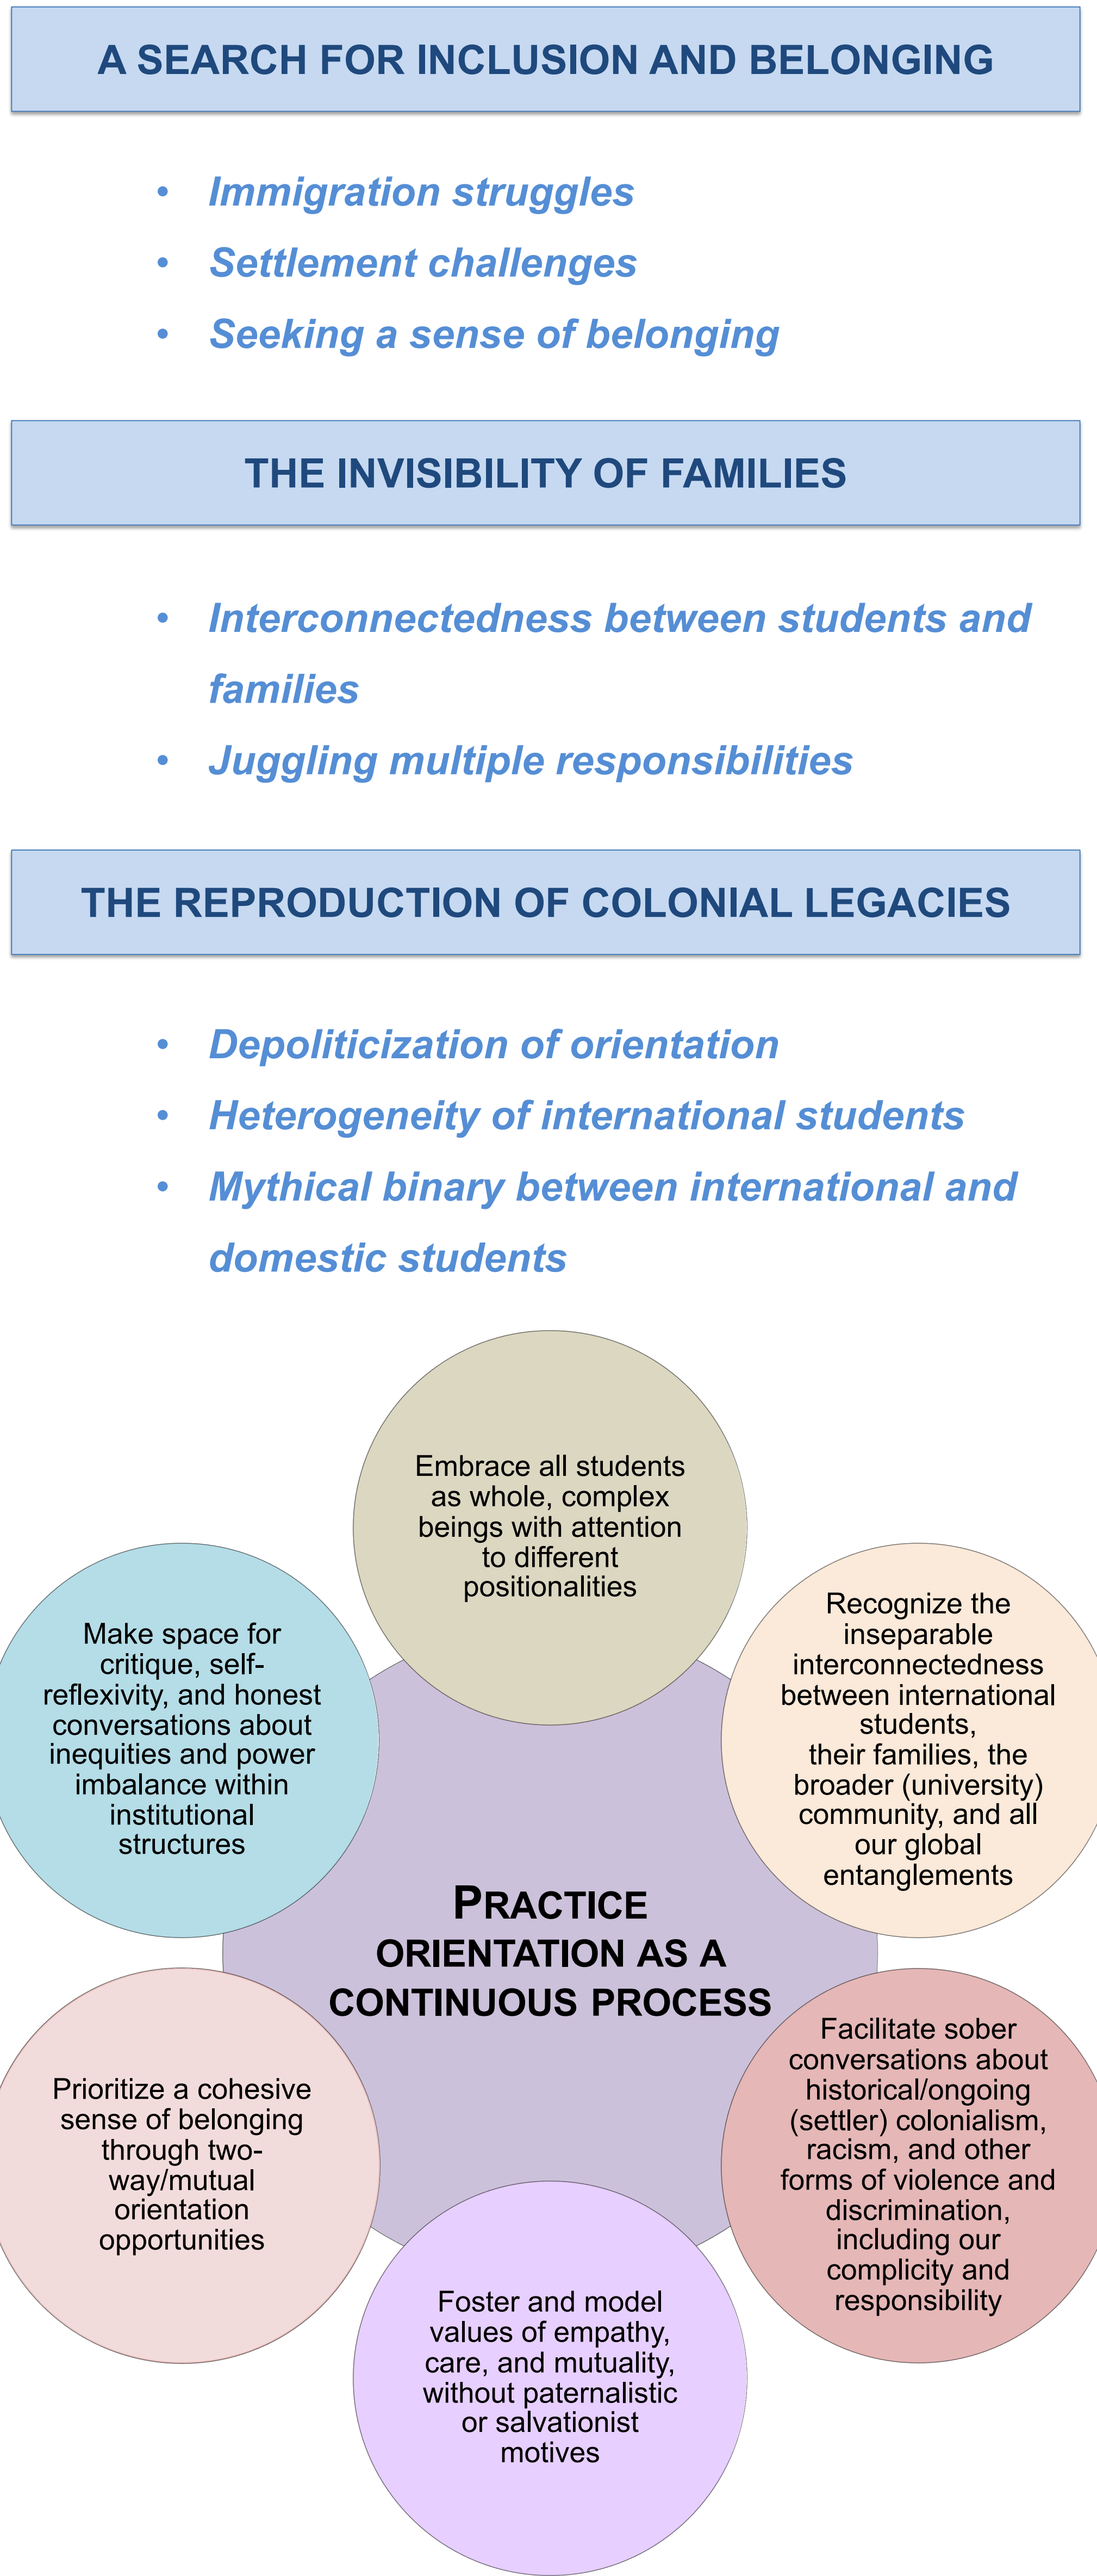 A SEARCH FOR INCLUSION AND BELONGING
• Immigration struggles
• Settlement challenges
• Seeking a sense of belonging
THE INVISIBILITY OF FAMILIES
• Interconnectedness between students and
families
• Juggling multiple responsibilities
THE REPRODUCTION OF COLONIAL LEGACIES
• Depoliticization of orientation
• Heterogeneity of international students
• Mythical binary between international and
domestic students
Embrace all students
as whole, complex
beings with attention
to different
positionalities
Recognize the
inseparable
interconnectedness
between international
students,
their families, the
broader (university)
community, and all
our global
entanglements
Facilitate sober
conversations about
historical/ongoing
(settler) colonialism,
racism, and other
forms of violence and
discrimination,
including our
complicity and
responsibility
Foster and model
values of empathy,
care, and mutuality,
without paternalistic
or salvationist
motives
Prioritize a cohesive
sense of belonging
through two-
way/mutual
orientation
opportunities
Make space for
critique, self-
reflexivity, and honest
conversations about
inequities and power
imbalance within
institutional
structures
PRACTICE
ORIENTATION AS A
CONTINUOUS PROCESS